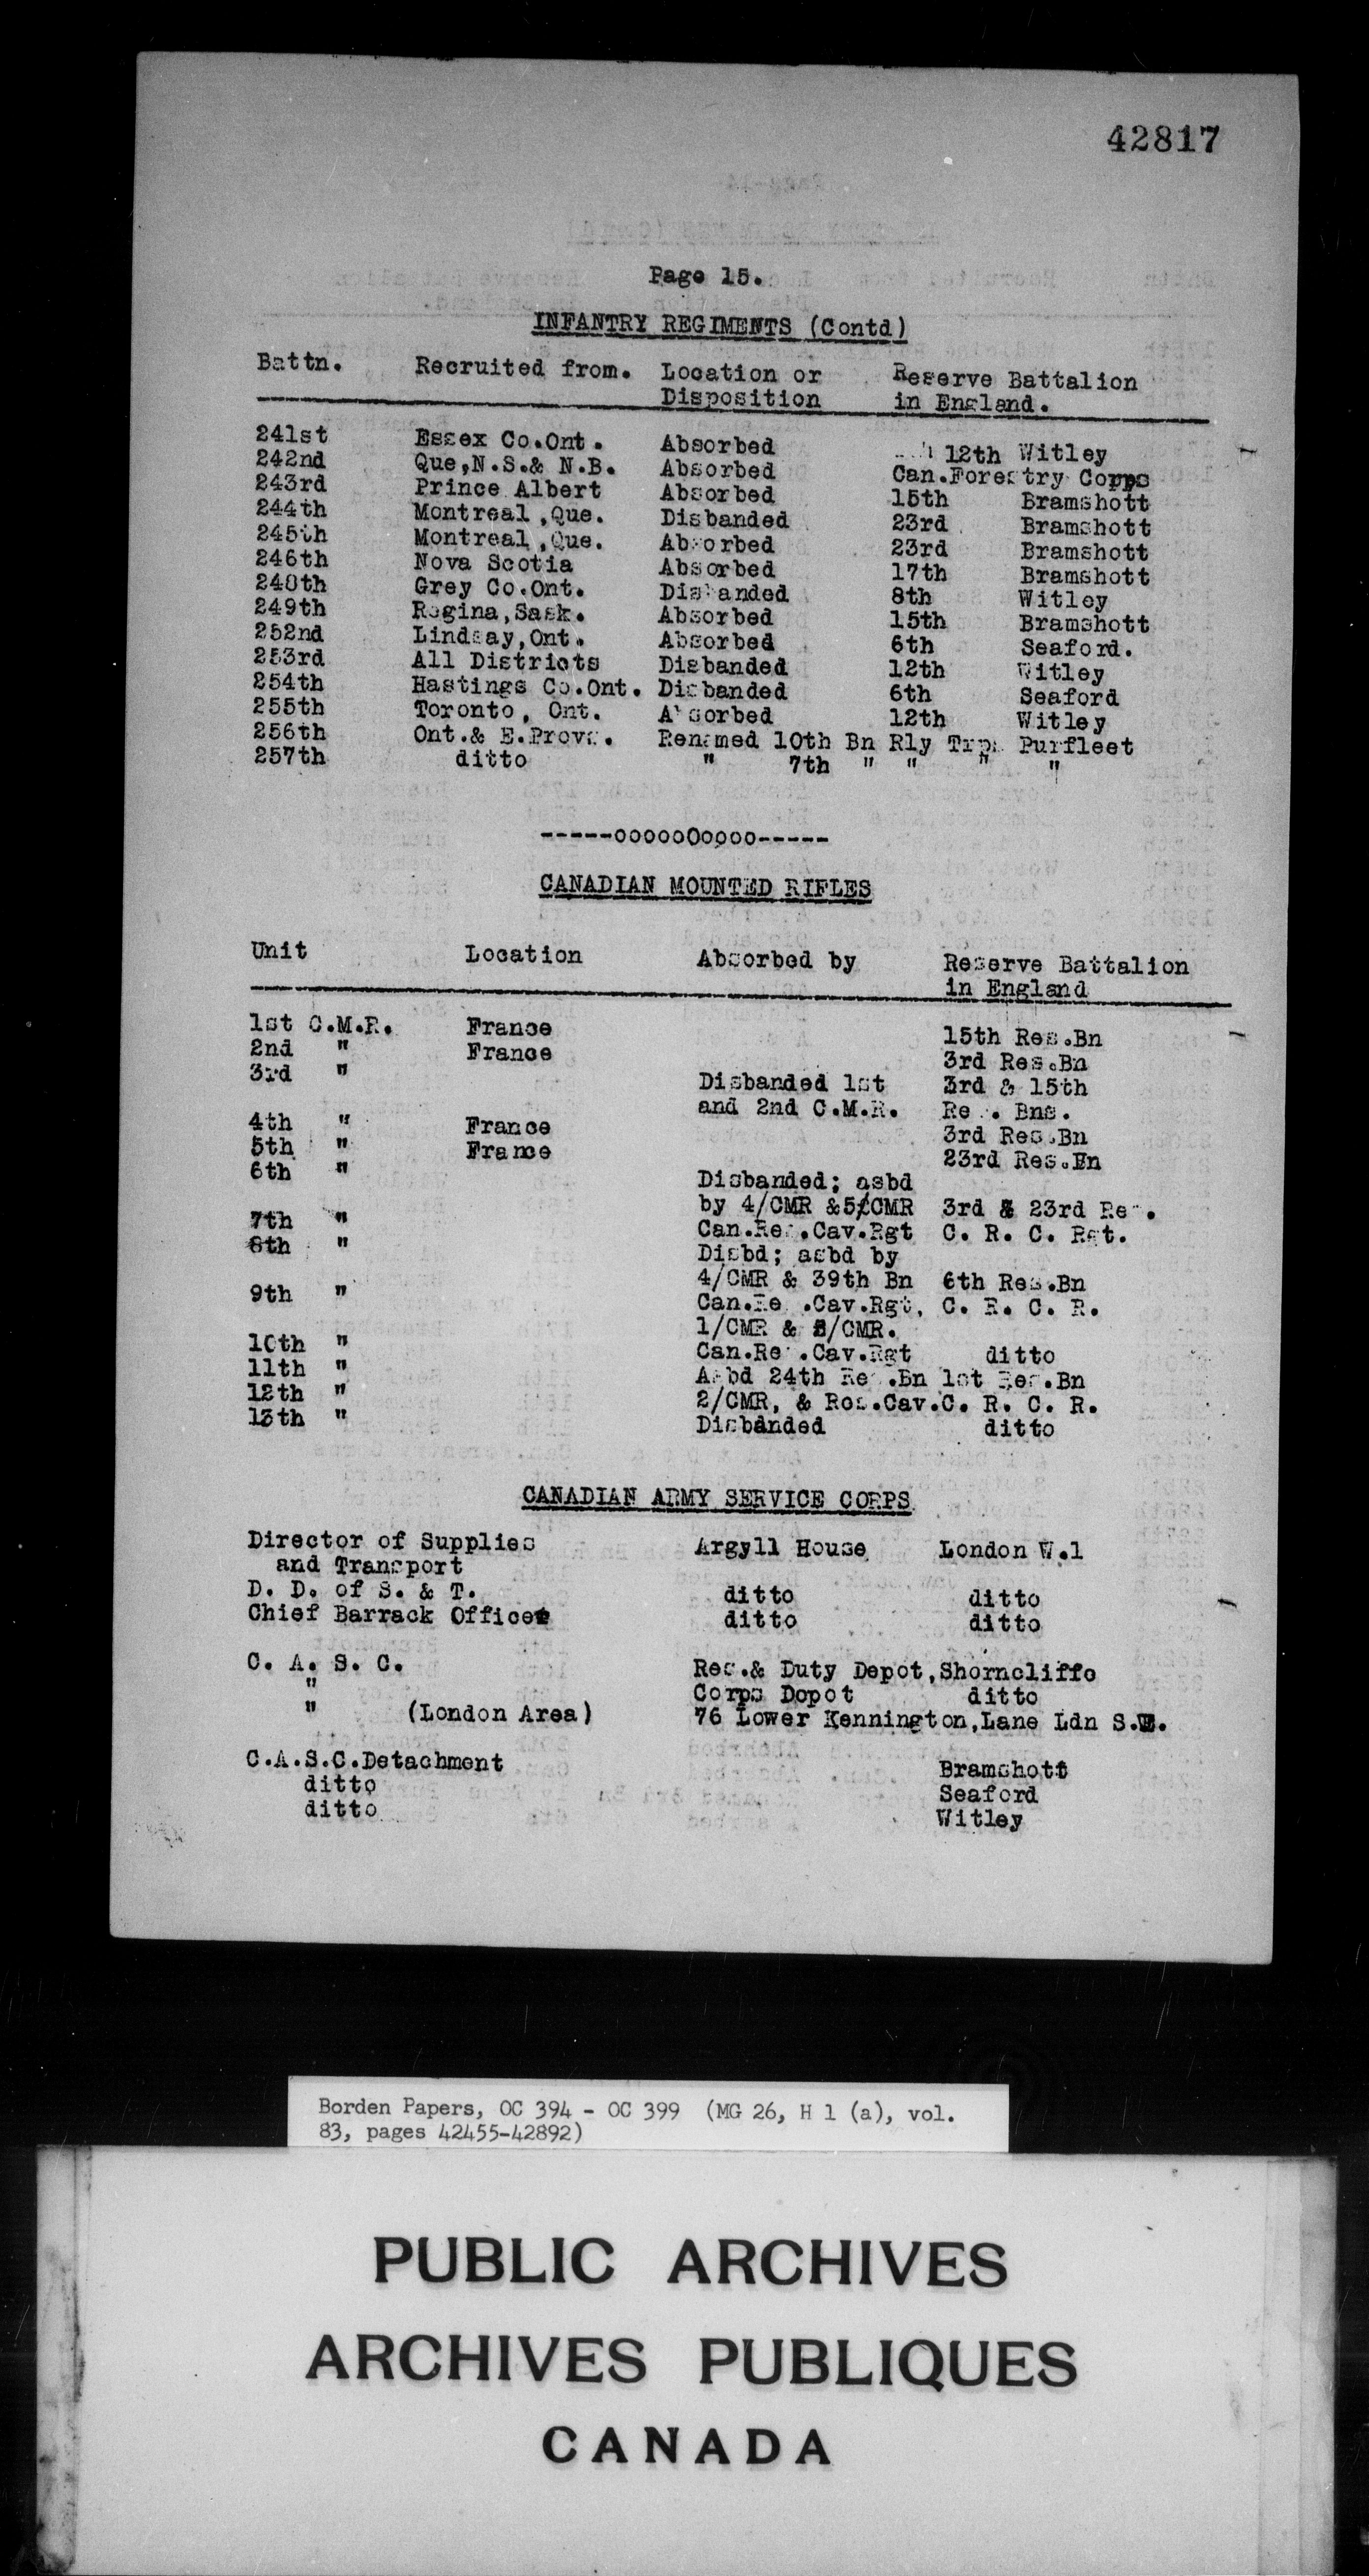 42817
Page 15.
INFANTRY REGIMENTS (Contd)
Battn. Recruited from. Location or Disposition Reserve Battalion in England.
241st Essex Co.Ont. Absorbed 12th Witley
242nd Que,N.S.& N.B. Absorbed Can.Forestry Corps
243rd Prince Albert Absorbed 15th Bramshott
244th Montreal,Que. Disbanded 23rd Bramshott
245th Montreal,Que. Absorbed 23rd Bramshott
246th Nova Scotia Absorbed 17th Bramshott
248th Grey Co.Ont. Disbanded 8th Witley
249th Regina,Sask. Absorbed 15th Bramshott
252nd Lindsay,Ont. Absorbed 6th Seaford.
253rd All Districts Disbanded 12th Witley
254th Hastings Co.Ont. Disbanded 6th Seaford
255th Toronto, Ont. Absorbed 12th Witley
256th Ont.& E.Provs. Renamed 10th Bn Rly Trps Purfleet
257th ditto " 7th " " " "
-----oooooOoooo-----
CANADIAN MOUNTED RIFLES
Unit Location Absorbed by Reserve Battalion in England
1st C.M.R. France 15th Res.Bn
2nd " France 3rd Res.Bn
3rd " Disbanded 1st 3rd & 15th
and 2nd C.M.R. Res. Bns.
4th " France 3rd Res.Bn
5th " France 23rd Res.Bn
6th " Disbanded; asbd
by 4/CMR &5/CMR 3rd & 23rd Res.
7th " Can.Res.Cav.Rgt C. R. C. Rgt.
8th " Disbd; asbd by
4/CMR & 39th Bn 6th Res.Bn
9th " Can.Res.Cav.Rgt, C. R. C. R.
1/CMR & /CMR.
10th " Can.Res.Cav.Rgt ditto
11th " Asbd 24th Res.Bn 1st Res.Bn
12th " 2/CMR, & Res.Cav.C. R. C. R.
13th " Disbanded ditto
CANADIAN ARMY SERVICE CORPS
Director of Supplies Argyll House London W.1
and Transport
D. D. of S. & T. ditto ditto
Chief Barrack Officer ditto ditto
C. A. S. C. Res.& Duty Depot,Shorncliffe
" Corps Depot ditto
" (London Area) 76 Lower Kennington,Lane Ldn S.E.
C.A.S.C.Detachment Bramshott
ditto Seaford
ditto Witley
Borden Papers, OC 394 - OC 399 (MG 26, H 1 (a), vol.
83, pages 42455-42892)
PUBLIC ARCHIVES
ARCHIVES PUBLIQUES
CANADA